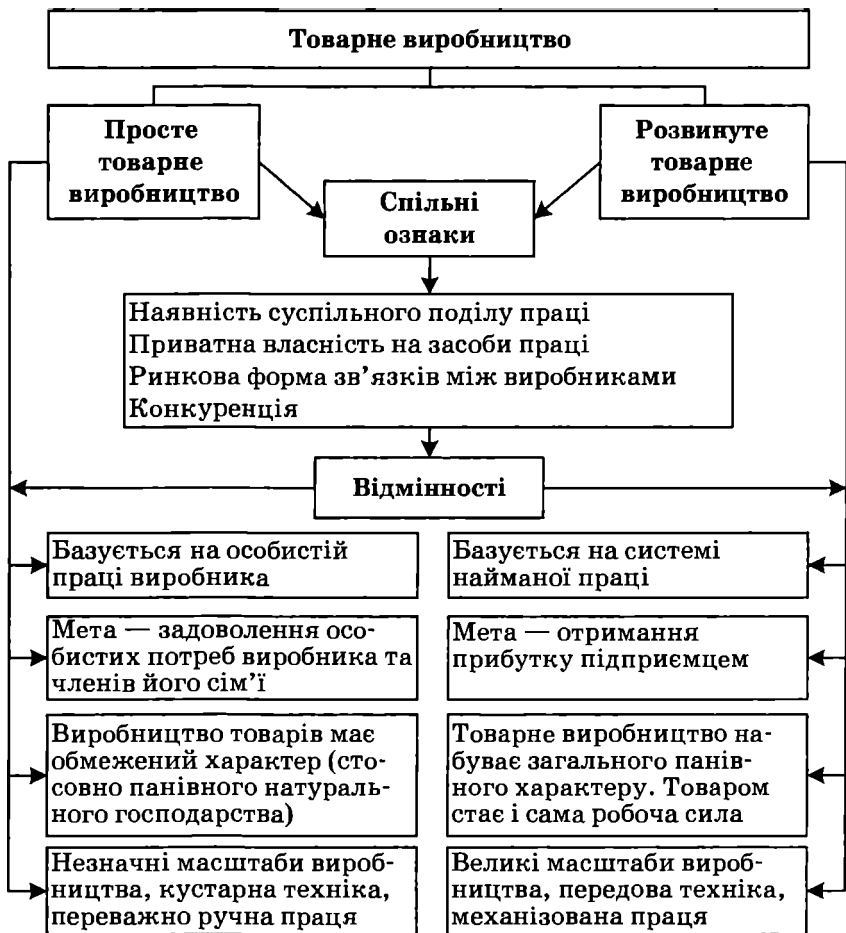 Товарне виробництво
Просте
товарне
виробництво
Розвинуте
товарне
виробництво
Спільні
ознаки
Наявність суспільного поділу праці
Приватна власність на засоби праці
Ринкова форма зв’язків між виробниками
Конкуренція
Відмінності
Базується на особистій
праці виробника
Базується на системі
найманої праці
Мета — задоволення осо-
бистих потреб виробника та
членів його сім’ї
Мета — отримання
прибутку підприємцем
Виробництво товарів має
обмежений характер (сто-
совно панівного натураль-
ного господарства)
Товарне виробництво на-
буває загального панів-
ного характеру. Товаром
стає і сама робоча сила
Незначні масштаби вироб-
ництва, кустарна техніка,
переважно ручна праця
Великі масштаби вироб-
ництва, передова техніка,
механізована праця